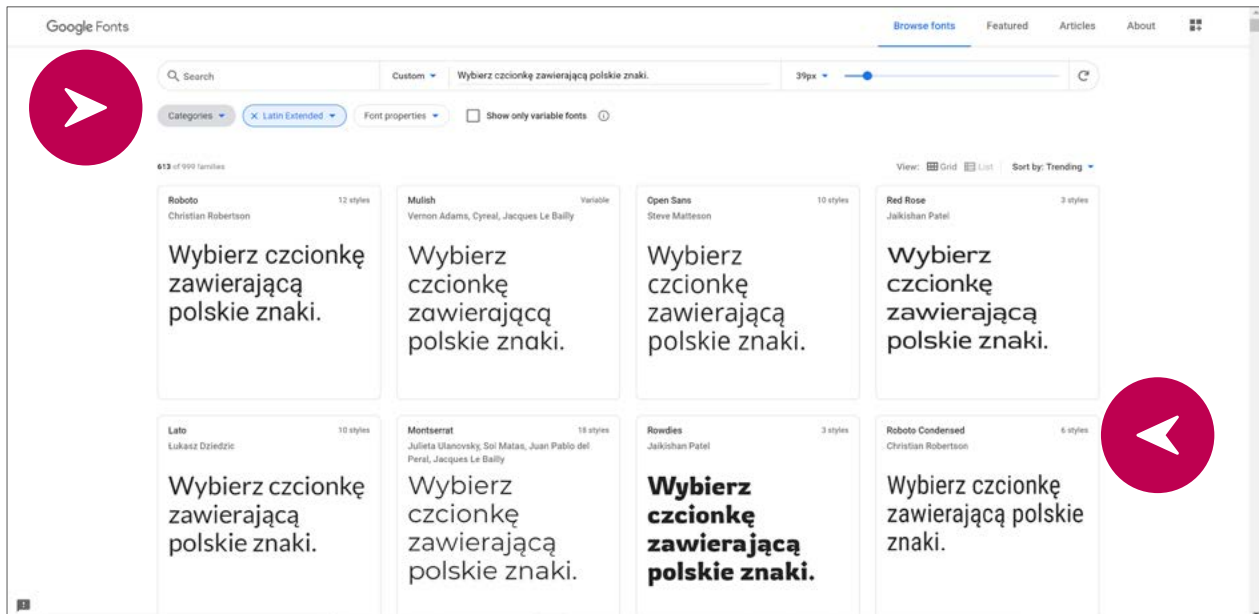 Google Fonts
Browse fonts
Featured
Articles
About
Search
Custom
Wybierz czcionkę zawierającą polskie znaki.
39px
Categories
Latin Extended
Font properties
Show only variable fonts
613 of 999 families
View: Grid List
Sort by: Trending
Roboto
12 styles
Christian Robertson
Wybierz czcionkę
zawierającą
polskie znaki.
Mulish
Variable
Vernon Adams, Cyreal, Jacques Le Bailly
Wybierz
czcionkę
zawierającą
polskie znaki.
Open Sans
10 styles
Steve Matteson
Wybierz
czcionkę
zawierającą
polskie znaki.
Red Rose
3 styles
Jaikishan Patel
Wybierz
czcionkę
zawierającą
polskie znaki.
Lato
10 styles
Łukasz Dziedzic
Wybierz czcionkę
zawierającą
polskie znaki.
Montserrat
18 styles
Julieta Ulanovsky, Sol Matas, Juan Pablo del
Peral, Jacques Le Bailly
Wybierz
czcionkę
zawierającą
polskie znaki.
Rowdies
3 styles
Jaikishan Patel
Wybierz
czcionkę
zawierającą
polskie znaki.
Roboto Condensed
6 styles
Christian Robertson
Wybierz czcionkę
zawierającą polskie
znaki.